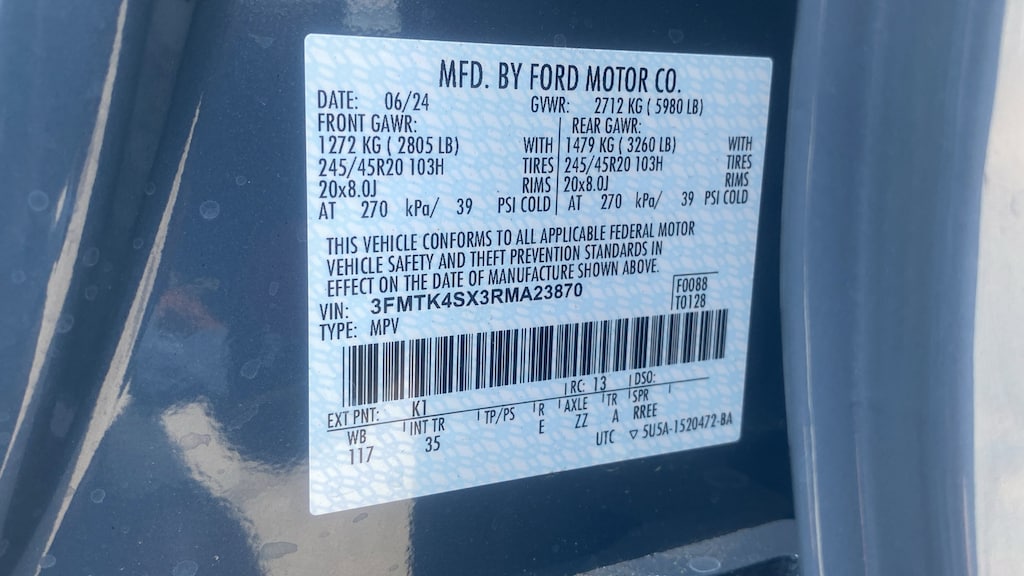 MFD. BY FORD MOTOR CO.
DATE: 06/24 GVWR: 2712 KG ( 5980 LB)
FRONT GAWR: REAR GAWR:
1272 KG ( 2805 LB) WITH 1479 KG ( 3260 LB) WITH
245/45R20 103H TIRES 245/45R20 103H TIRES
20x8.0J RIMS 20x8.0J RIMS
AT 270 kPa/ 39 PSI COLD AT 270 kPa/ 39 PSI COLD
THIS VEHICLE CONFORMS TO ALL APPLICABLE FEDERAL MOTOR
VEHICLE SAFETY AND THEFT PREVENTION STANDARDS IN
EFFECT ON THE DATE OF MANUFACTURE SHOWN ABOVE.
VIN: 3FMTK4SX3RMA23870 F0088
TYPE: MPV T0128
EXT PNT: K1 RC: 13 DSO:
WB INT TR TP/PS R AXLE TR SPR
117 35 E ZZ A RREE
UTC ▽ 5U5A-1520472-BA